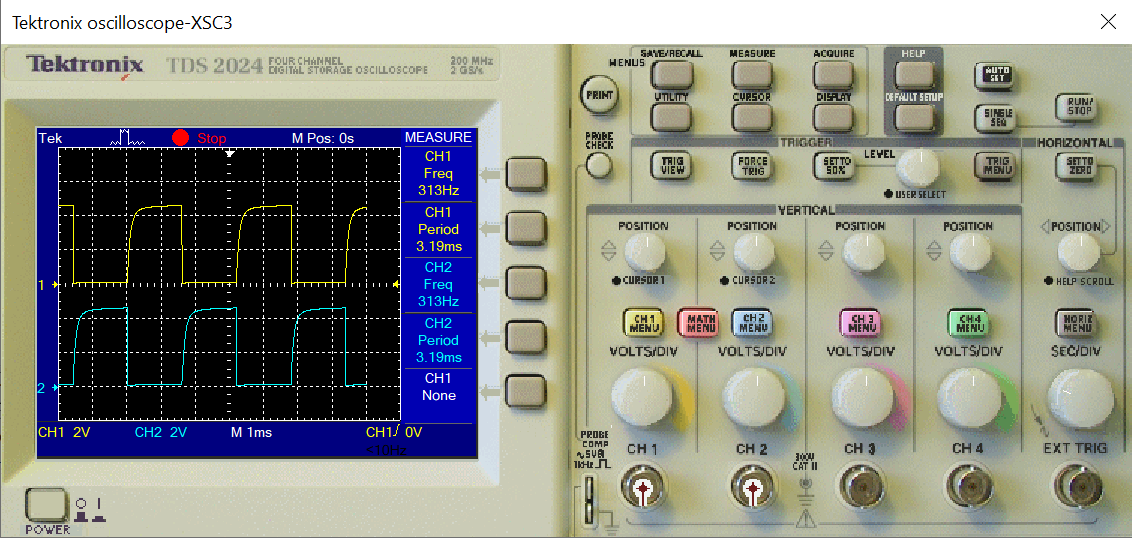 Tektronix oscilloscope-XSC3
Tektronix TDS 2024 FOUR CHANNEL
DIGITAL STORAGE OSCILLOSCOPE
200 MHz
2 GS/s
Tek Stop M Pos: 0s MEASURE
CH1
Freq
313Hz
CH1
Period
3.19ms
CH2
Freq
313Hz
CH2
Period
3.19ms
CH1
None
1
2
CH1 2V CH2 2V M 1ms CH1/ 0V
POWER
MENUS
SAVE/RECALL MEASURE ACQUIRE
UTILITY CURSOR DISPLAY
HELP
DEFAULT SETUP
AUTO
SET
SINGLE
SEQ
RUN/
STOP
PRINT
PROBE
CHECK
TRIGGER
TRIG
VIEW
FORCE
TRIG
SET TO
50%
LEVEL
USER SELECT
TRIG
MENU
HORIZONTAL
SET TO
ZERO
VERTICAL
POSITION POSITION POSITION POSITION POSITION
CURSOR 1 CURSOR 2 HELP SCROLL
CH 1
MENU
MATH
MENU
CH 2
MENU
CH 3
MENU
CH 4
MENU
HORIZ
MENU
VOLTS/DIV VOLTS/DIV VOLTS/DIV VOLTS/DIV SEC/DIV
PROBE
COMP
~5V@
1kHz
CH 1 CH 2 CH 3 CH 4 EXT TRIG
300V
CAT II